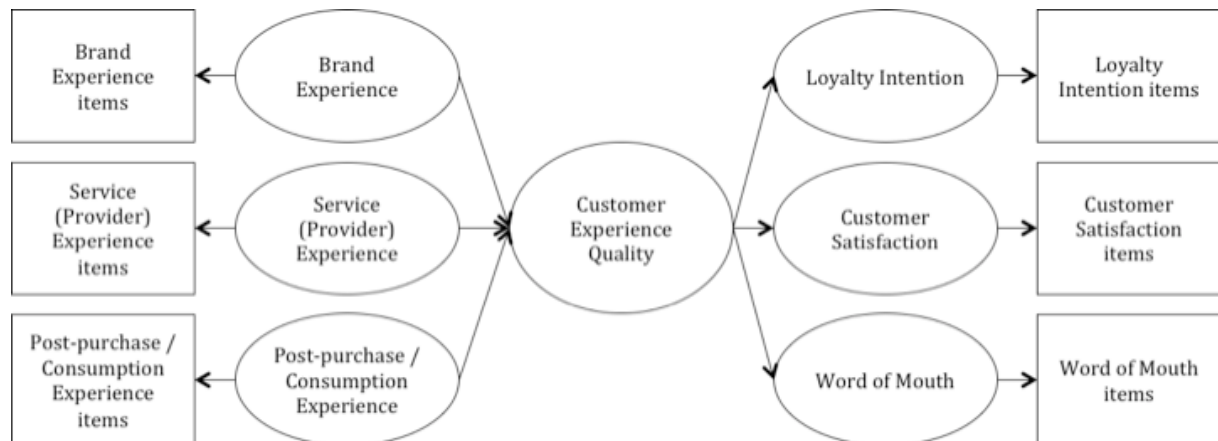 Brand
Experience
items
Brand
Experience
Loyalty Intention
Loyalty
Intention items
Service
(Provider)
Experience
items
Service
(Provider)
Experience
Customer
Experience
Quality
Customer
Satisfaction
Customer
Satisfaction
items
Post-purchase /
Consumption
Experience
items
Post-purchase /
Consumption
Experience
Word of Mouth
Word of Mouth
items